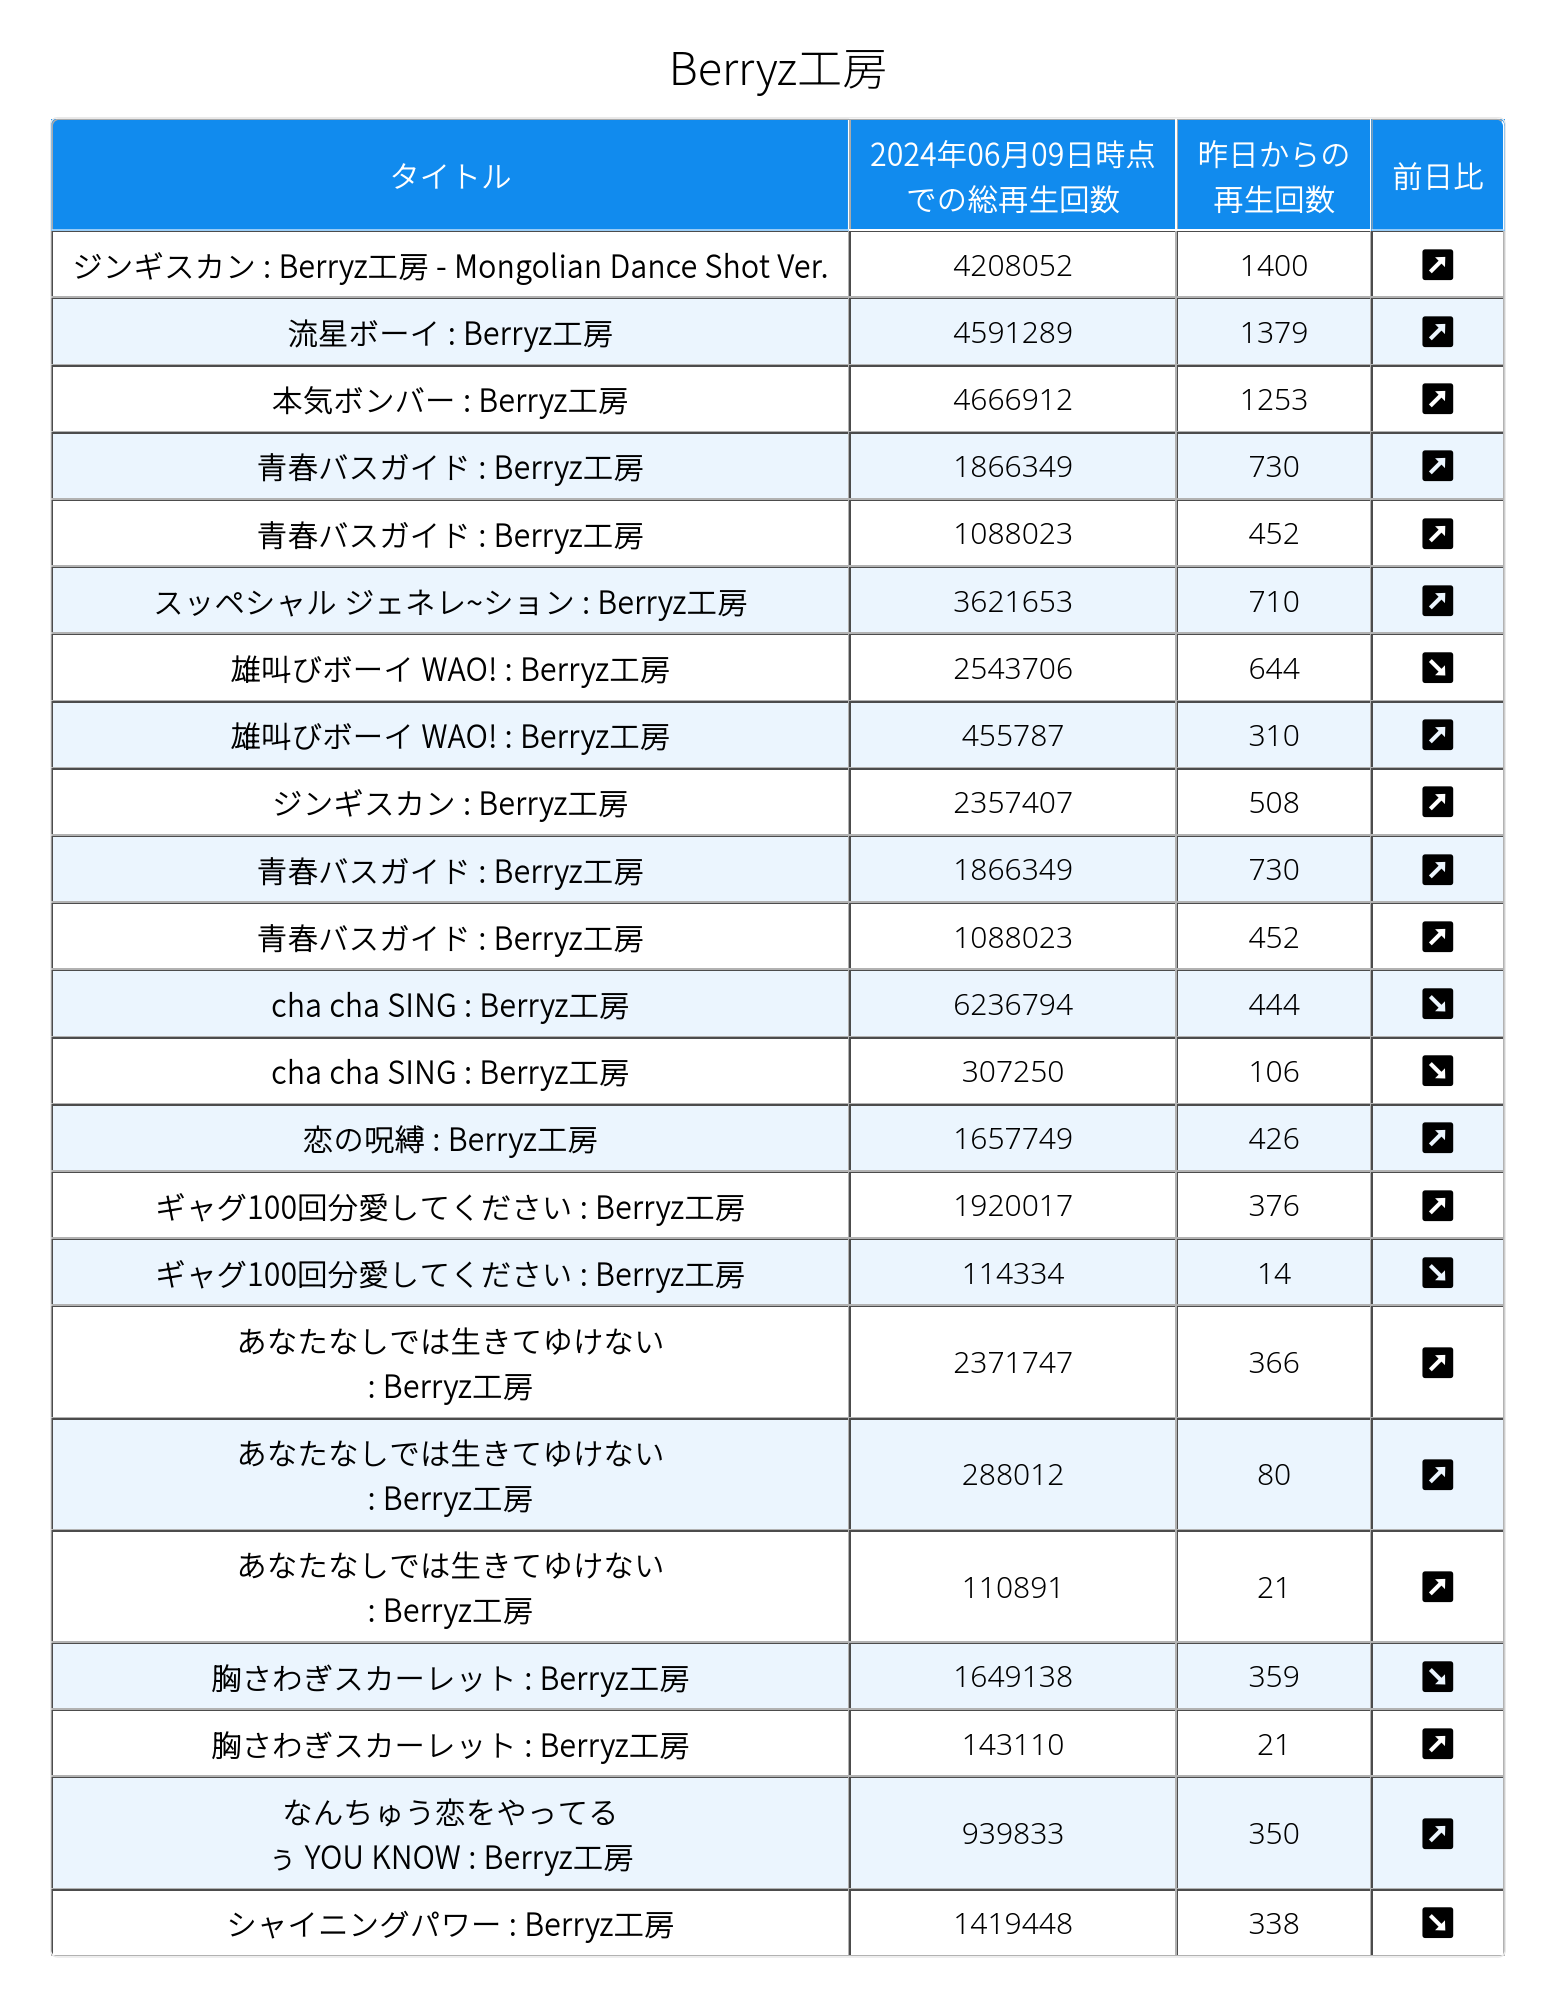 Berryz工房
タイトル
2024年06月09日時点
での総再生回数
昨日からの
再生回数
前日比
ジンギスカン : Berryz工房 - Mongolian Dance Shot Ver. 4208052 1400
流星ボーイ : Berryz工房 4591289 1379
本気ボンバー : Berryz工房 4666912 1253
青春バスガイド : Berryz工房 1866349 730
青春バスガイド : Berryz工房 1088023 452
スッペシャル ジェネレ~ション : Berryz工房 3621653 710
雄叫びボーイ WAO! : Berryz工房 2543706 644
雄叫びボーイ WAO! : Berryz工房 455787 310
ジンギスカン : Berryz工房 2357407 508
青春バスガイド : Berryz工房 1866349 730
青春バスガイド : Berryz工房 1088023 452
cha cha SING : Berryz工房 6236794 444
cha cha SING : Berryz工房 307250 106
恋の呪縛 : Berryz工房 1657749 426
ギャグ100回分愛してください : Berryz工房 1920017 376
ギャグ100回分愛してください : Berryz工房 114334 14
あなたなしでは生きてゆけない
: Berryz工房 2371747 366
あなたなしでは生きてゆけない
: Berryz工房 288012 80
あなたなしでは生きてゆけない
: Berryz工房 110891 21
胸さわぎスカーレット : Berryz工房 1649138 359
胸さわぎスカーレット : Berryz工房 143110 21
なんちゅう恋をやってる
ぅ YOU KNOW : Berryz工房 939833 350
シャイニングパワー : Berryz工房 1419448 338